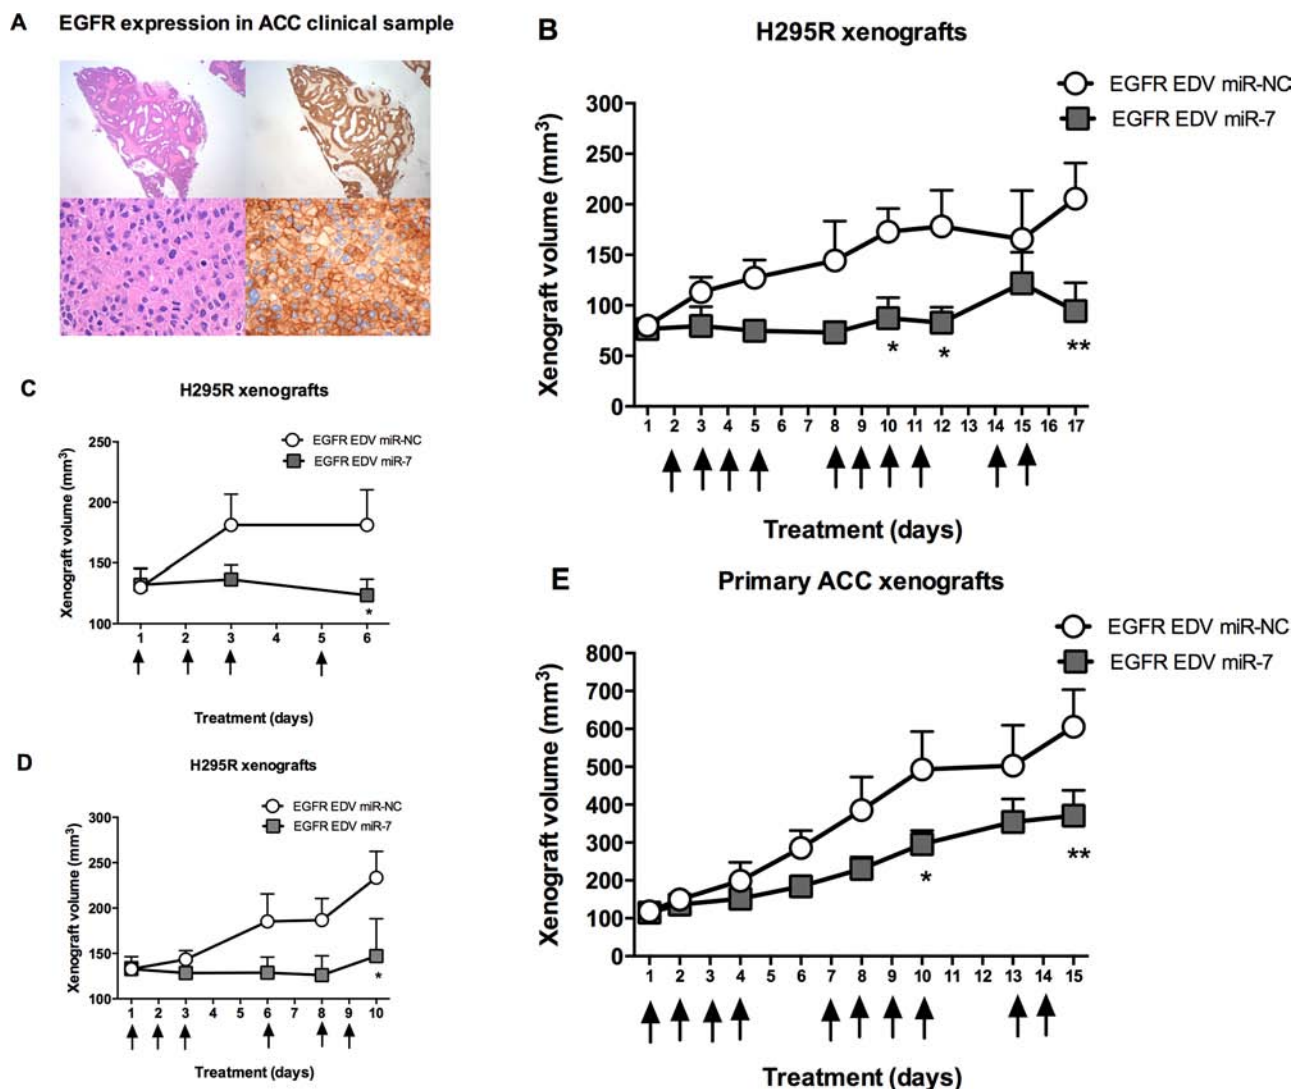 A EGFR expression in ACC clinical sample
B
H295R xenografts
EGFR EDV miR-NC
EGFR EDV miR-7
Xenograft volume (mm³)
300
250
200
150
100
50
0
1 2 3 4 5 6 7 8 9 10 11 12 13 14 15 16 17
* * **
Treatment (days)
C
H295R xenografts
EGFR EDV miR-NC
EGFR EDV miR-7
Xenograft volume (mm³)
250
200
150
100
1 2 3 4 5 6
*
Treatment (days)
D
H295R xenografts
EGFR EDV miR-NC
EGFR EDV miR-7
Xenograft volume (mm³)
300
250
200
150
100
1 2 3 4 5 6 7 8 9 10
*
Treatment (days)
E
Primary ACC xenografts
EGFR EDV miR-NC
EGFR EDV miR-7
Xenograft volume (mm³)
800
700
600
500
400
300
200
100
0
1 2 3 4 5 6 7 8 9 10 11 12 13 14 15
* **
Treatment (days)